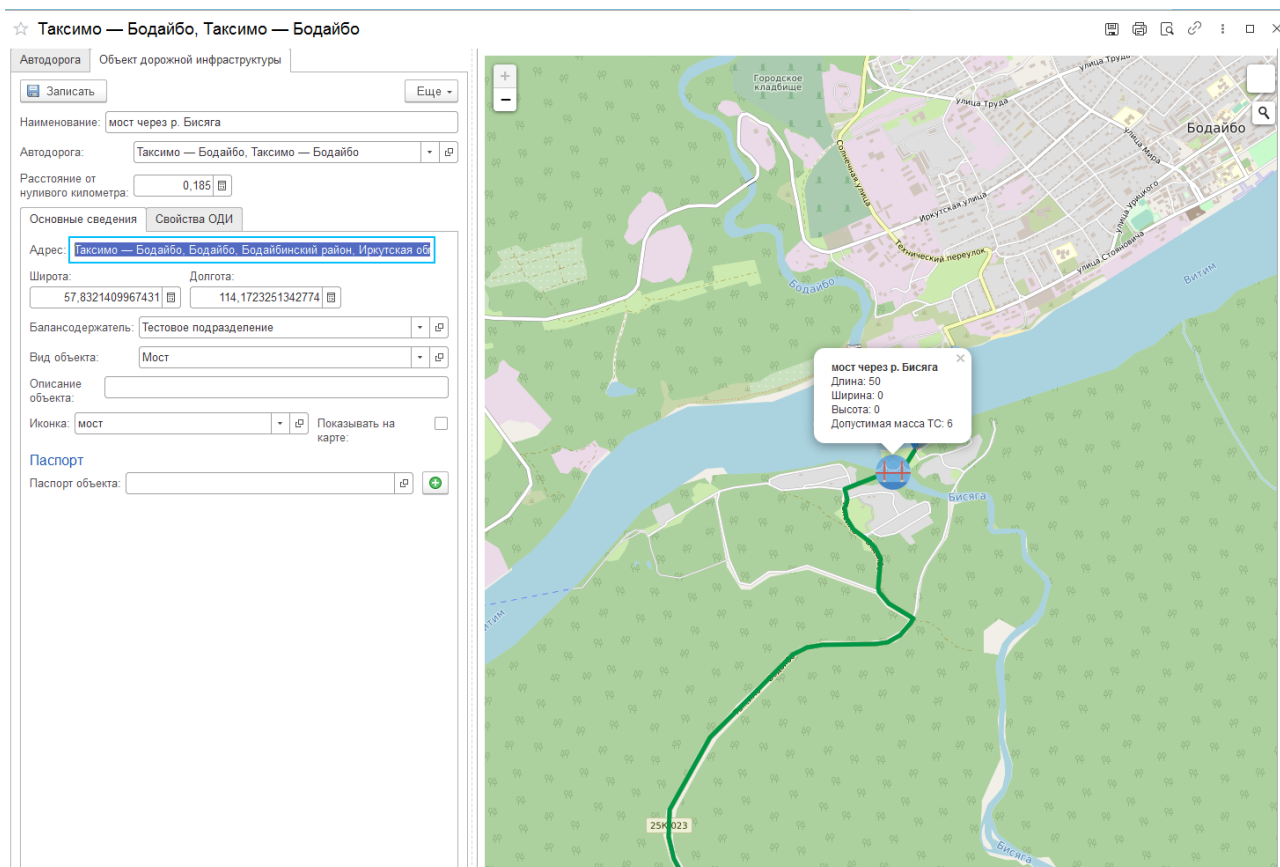 Таксимо — Бодайбо, Таксимо — Бодайбо
Автодорога
Объект дорожной инфраструктуры
Записать
Еще
Наименование: мост через р. Бисяга
Автодорога: Таксимо — Бодайбо, Таксимо — Бодайбо
Расстояние от
нуливого километра: 0,185
Основные сведения
Свойства ОДИ
Адрес: Таксимо — Бодайбо, Бодайбо, Бодайбинский район, Иркутская об
Широта:
Долгота:
57,8321409967431
114,1723251342774
Балансодержатель: Тестовое подразделение
Вид объекта: Мост
Описание
объекта:
Иконка: мост
Показывать на
карте:
Паспорт
Паспорт объекта:
+
−
Городское
кладбище
улица Труда
улица Труда
Бодайбо
улица Мира
Солнечная улица
улица Урицкого
Иркутская улица
Технический переулок
улица Стояновича
Витим
Бодайбо
мост через р. Бисяга
Длина: 50
Ширина: 0
Высота: 0
Допустимая масса ТС: 6
Бисяга
25К-023
Бисяга